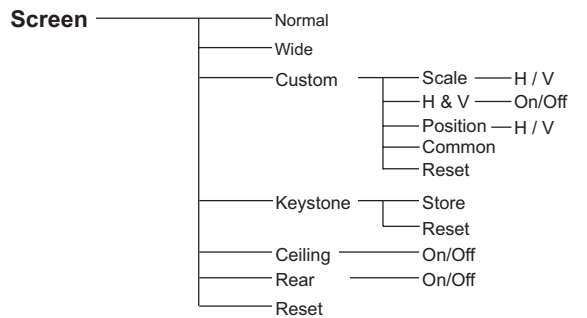 Screen Normal
Wide
Custom Scale H / V
H & V On/Off
Position H / V
Common
Reset
Keystone Store
Reset
Ceiling On/Off
Rear On/Off
Reset